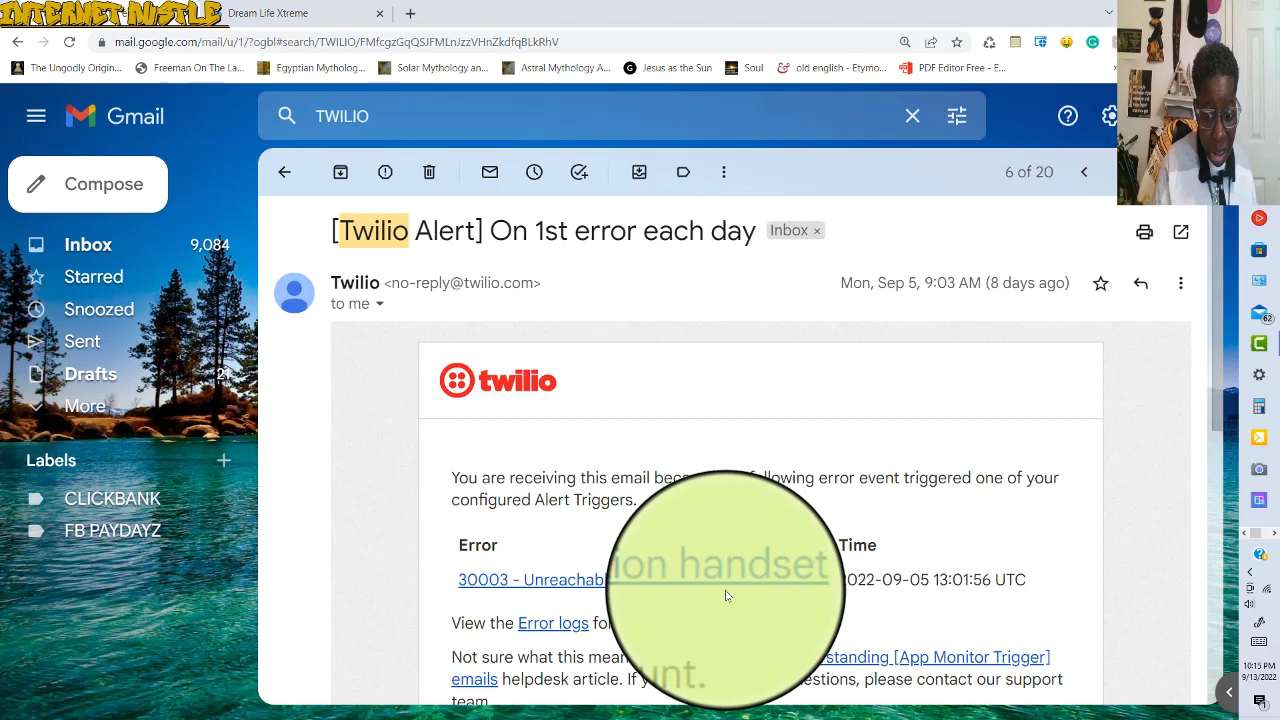 INTERNET HUSTLE
Dream Life Xtreme
mail.google.com/mail/u/1/?ogbl#search/TWILIO/FMfcgzGqQSFMLnJzzVHnZkWqBLkRhV
The Ungodly Origin...
Freeman On The La...
Egyptian Mytholog...
Solar Mythology an...
Astral Mythology A...
Jesus as the Sun
Soul
old english - Etymo...
PDF Editor Free - E...
Gmail
TWILIO
Compose
6 of 20
Inbox 9,084
Starred
Snoozed
Sent
Drafts 21
More
Labels
CLICKBANK
FB PAYDAYZ
[Twilio Alert] On 1st error each day Inbox ×
Twilio <no-reply@twilio.com> Mon, Sep 5, 9:03 AM (8 days ago)
to me
twilio
You are receiving this email bec llowing error event triggered one of your
configured Alert Triggers.
Error Time
30003 - Unreachab ion handset 2022-09-05 13:01:56 UTC
View the Error logs fo
Not sure what this mean standing [App Monitor Trigger]
emails helpdesk article. If y unt. estions, please contact our support
team
62
10:15 PM
9/13/2022